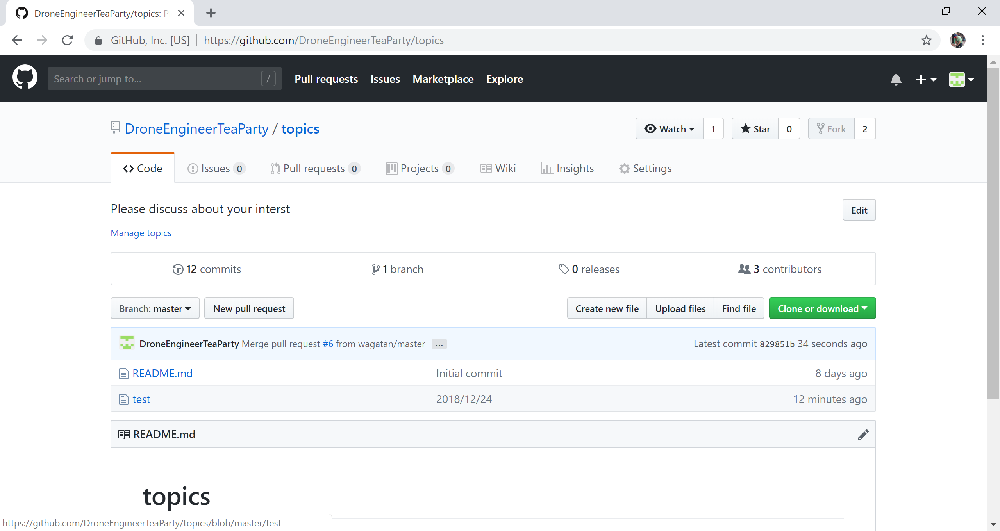 DroneEngineerTeaParty/topics: Pl
GitHub, Inc. [US] https://github.com/DroneEngineerTeaParty/topics
Search or jump to... / Pull requests Issues Marketplace Explore
DroneEngineerTeaParty / topics Watch 1 Star 0 Fork 2
Code Issues 0 Pull requests 0 Projects 0 Wiki Insights Settings
Please discuss about your interst Edit
Manage topics
12 commits 1 branch 0 releases 3 contributors
Branch: master New pull request Create new file Upload files Find file Clone or download
DroneEngineerTeaParty Merge pull request #6 from wagatan/master ... Latest commit 829851b 34 seconds ago
README.md Initial commit 8 days ago
test 2018/12/24 12 minutes ago
README.md
topics
https://github.com/DroneEngineerTeaParty/topics/blob/master/test